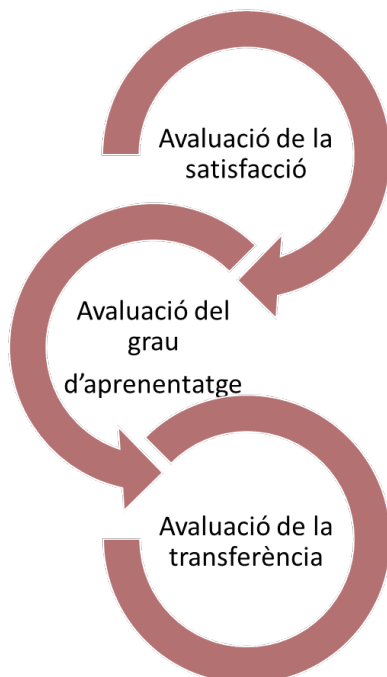 Avaluació de la
satisfacció
Avaluació del
grau
d’aprenentatge
Avaluació de la
transferència